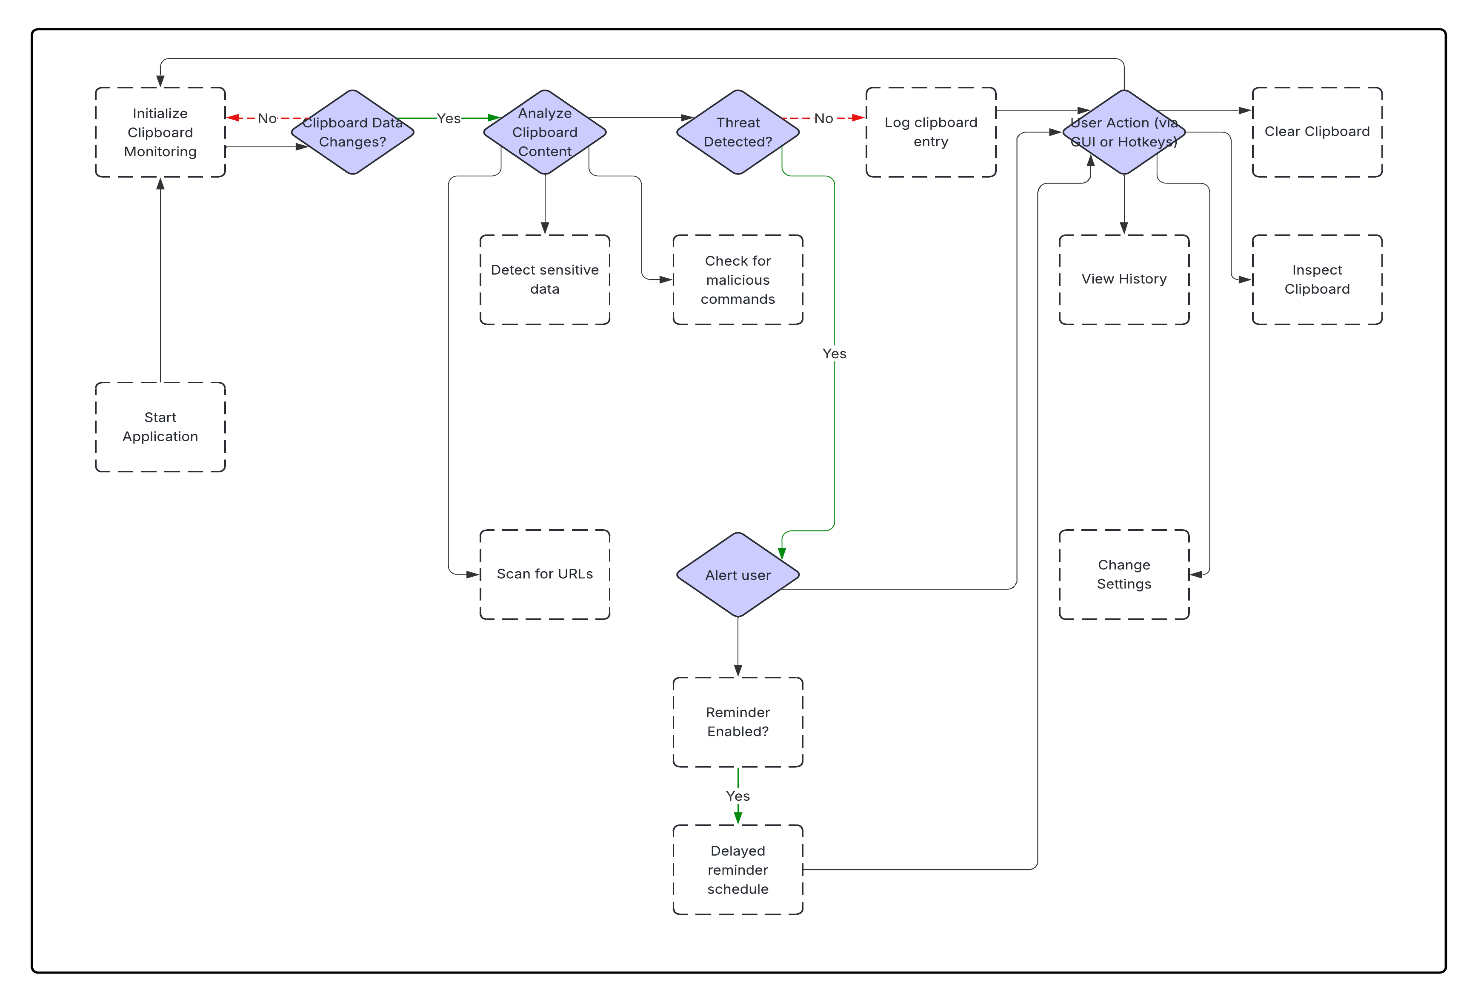 Initialize
Clipboard
Monitoring
No
Clipboard Data
Changes?
Yes
Analyze
Clipboard
Content
Threat
Detected?
No
Log clipboard
entry
User Action (via
GUI or Hotkeys)
Clear Clipboard
Detect sensitive
data
Check for
malicious
commands
View History
Inspect
Clipboard
Yes
Start
Application
Scan for URLs
Alert user
Change
Settings
Reminder
Enabled?
Yes
Delayed
reminder
schedule